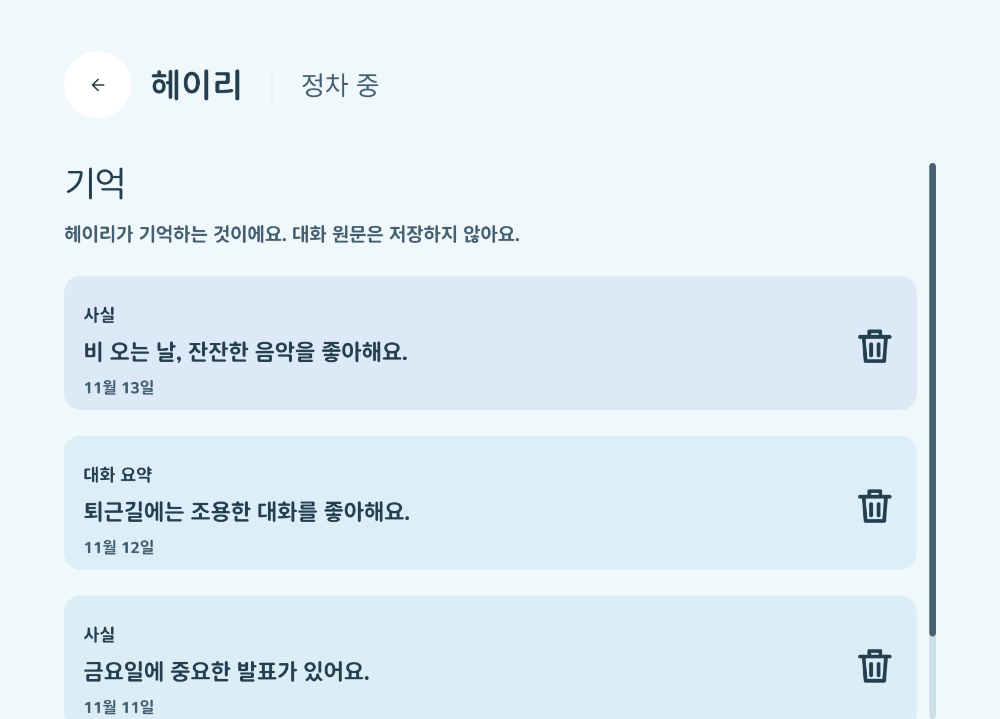 헤이리
정차 중
기억
헤이리가 기억하는 것이에요. 대화 원문은 저장하지 않아요.
사실
비 오는 날, 잔잔한 음악을 좋아해요.
11월 13일
대화 요약
퇴근길에는 조용한 대화를 좋아해요.
11월 12일
사실
금요일에 중요한 발표가 있어요.
11월 11일